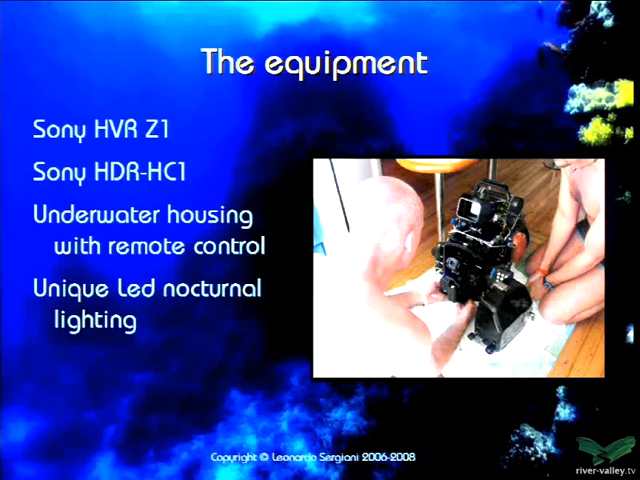 The equipment
Sony HVR Z1
Sony HDR-HC1
Underwater housing
with remote control
Unique Led nocturnal
lighting
Copyright © Leonardo Sergiani 2006-2008
river-valley.tv